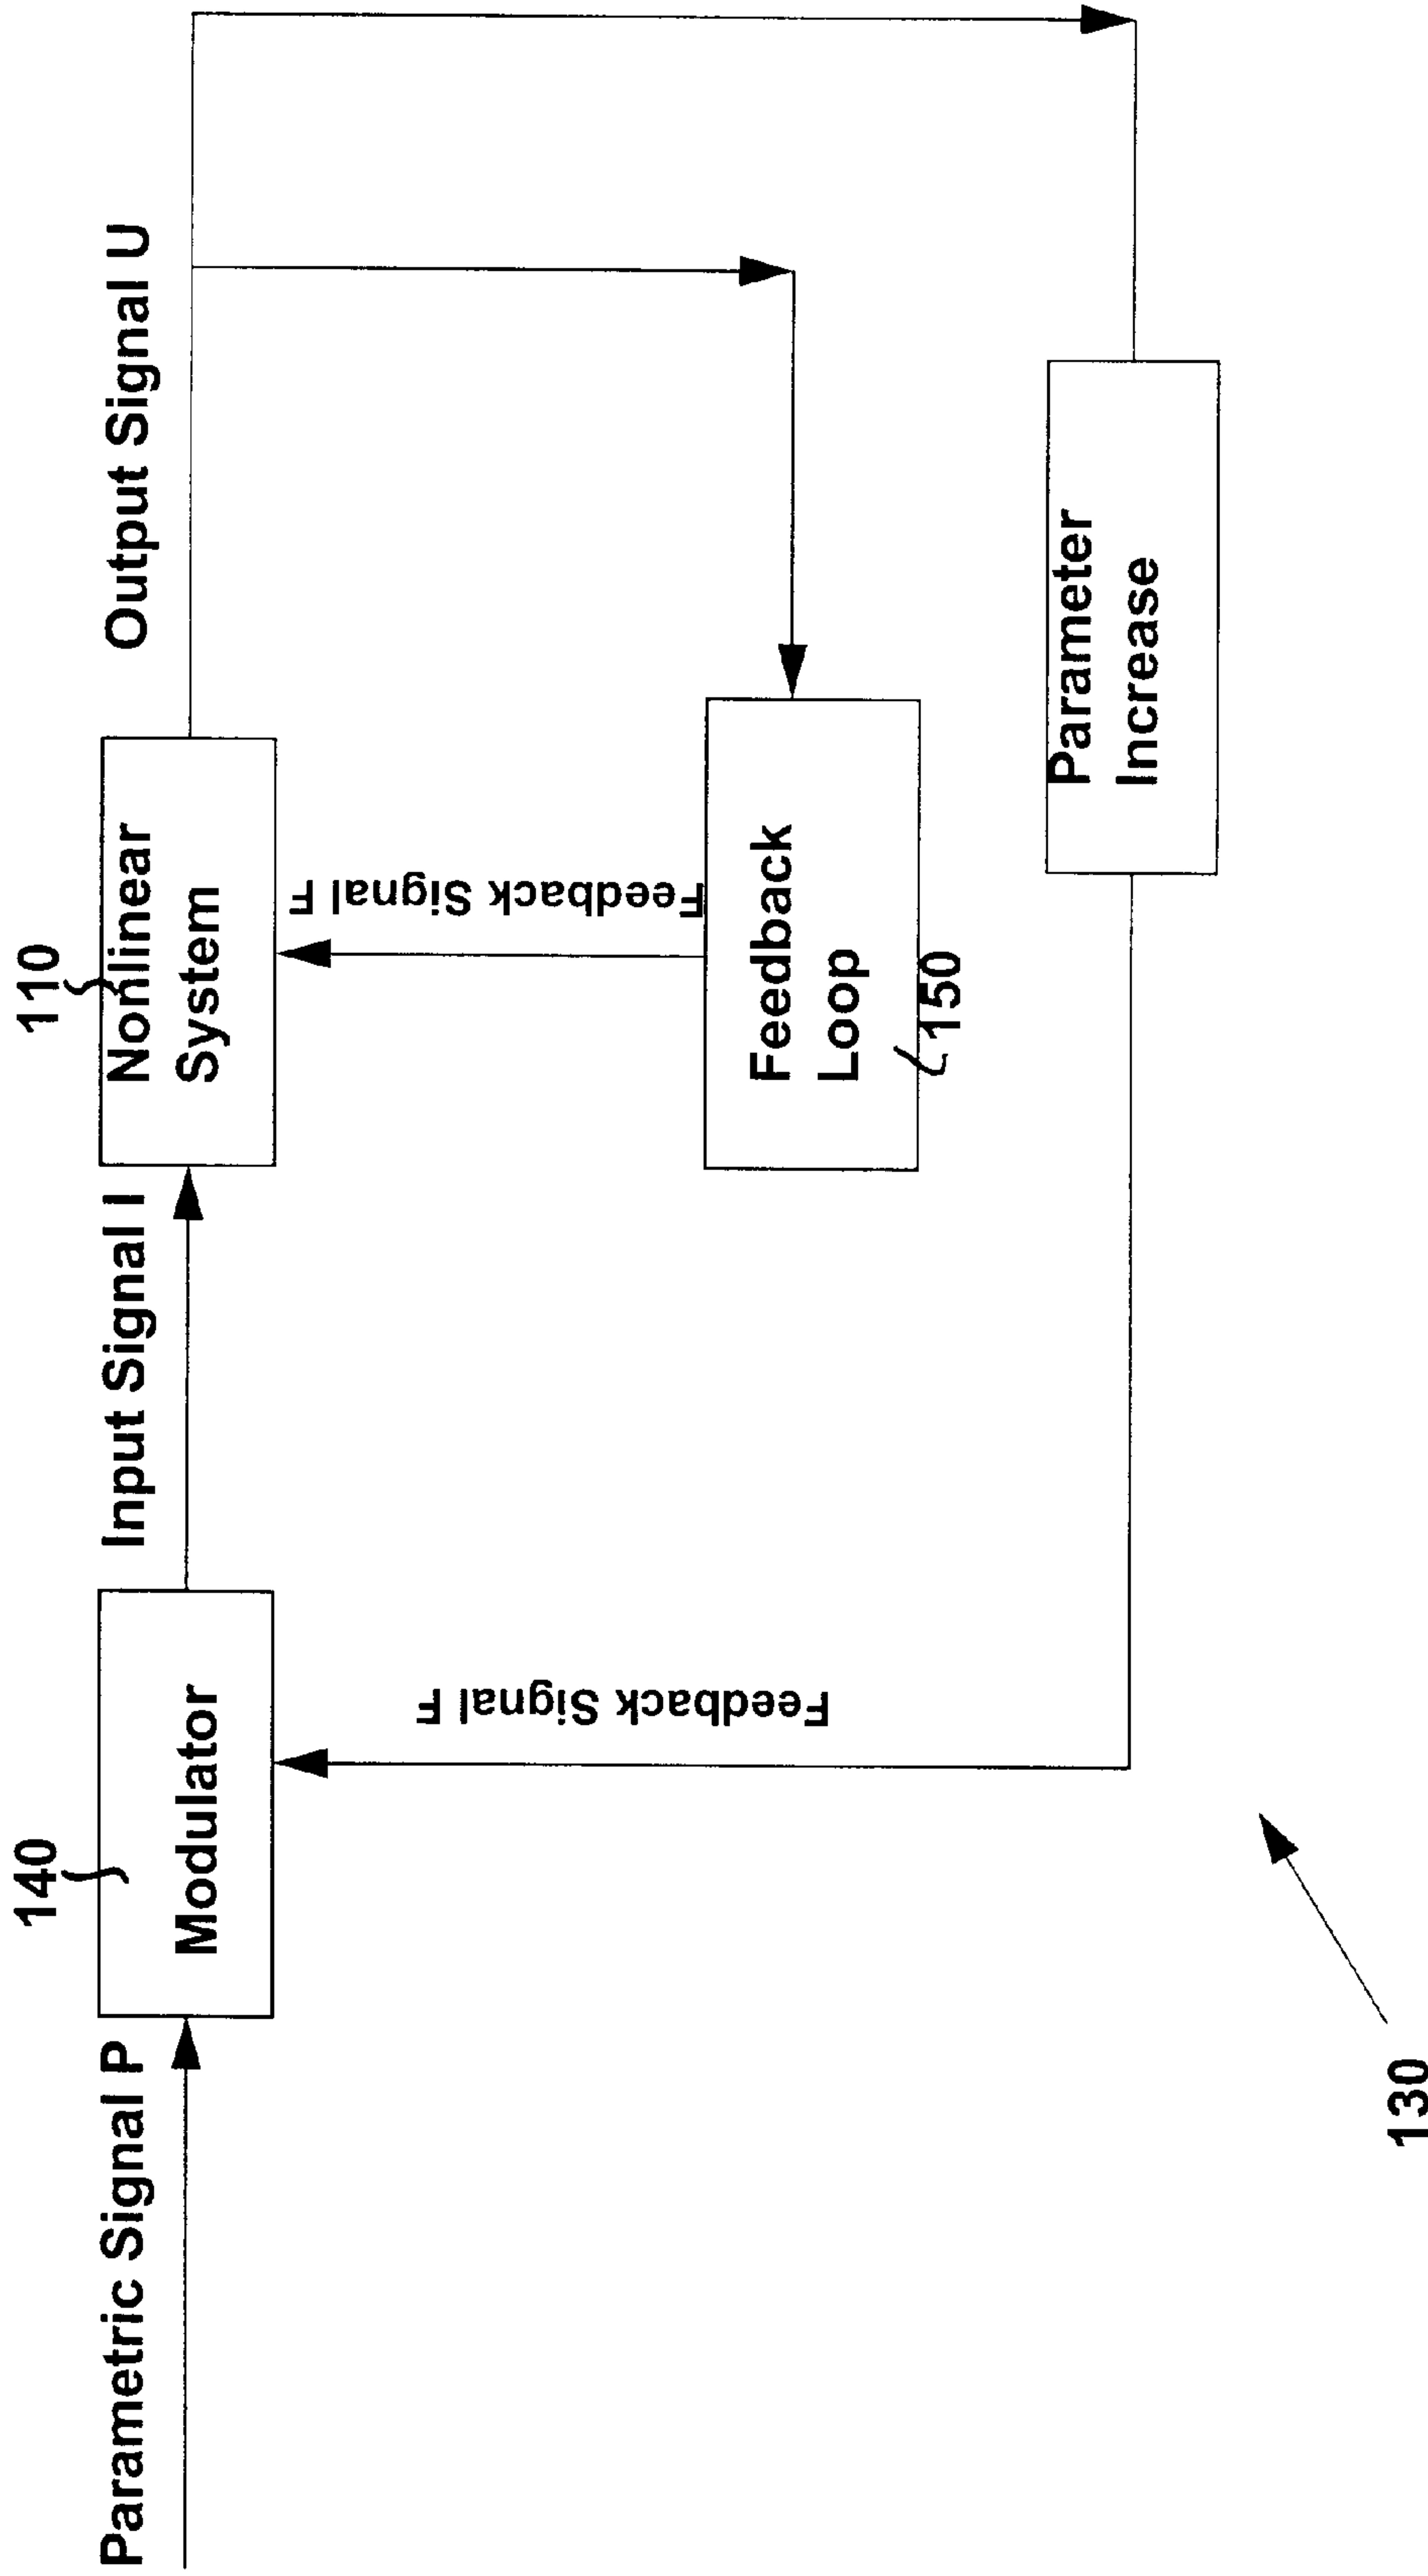 Parametric Signal P
140
Modulator
Input Signal I
110
Nonlinear
System
Output Signal U
Feedback Signal F
Feedback Signal F
Feedback
Loop
150
Parameter
Increase
130